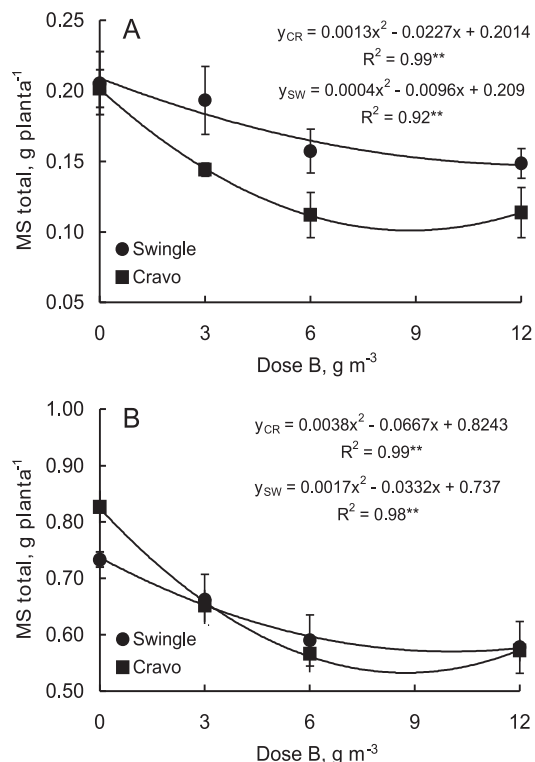 A
y_CR = 0.0013x² - 0.0227x + 0.2014
R² = 0.99**
y_SW = 0.0004x² - 0.0096x + 0.209
R² = 0.92**
MS total, g planta⁻¹
0.25
0.20
0.15
0.10
0.05
Swingle
Cravo
0 3 6 9 12
Dose B, g m⁻³
B
y_CR = 0.0038x² - 0.0667x + 0.8243
R² = 0.99**
y_SW = 0.0017x² - 0.0332x + 0.737
R² = 0.98**
MS total, g planta⁻¹
1.00
0.90
0.80
0.70
0.60
0.50
Swingle
Cravo
0 3 6 9 12
Dose B, g m⁻³